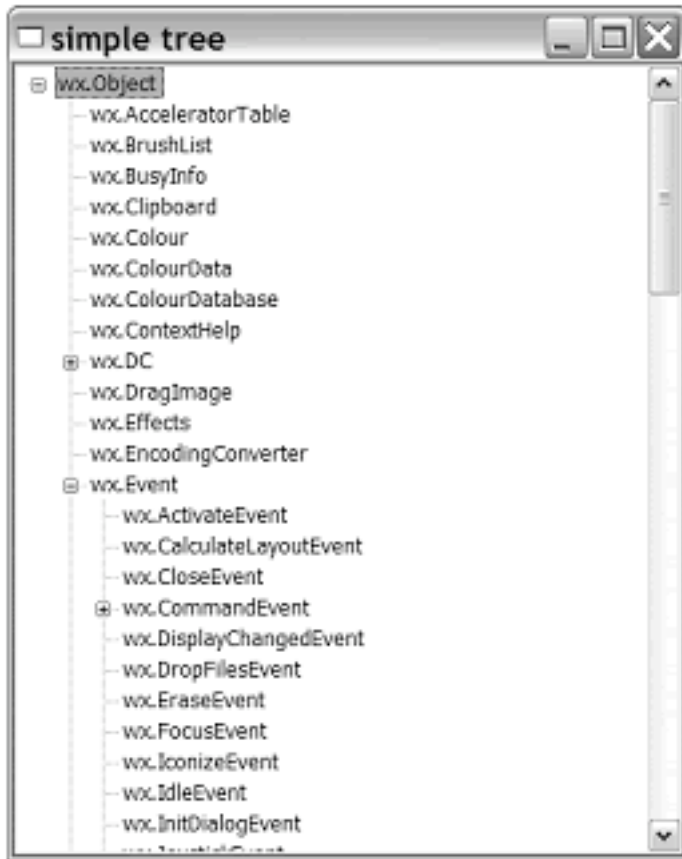 simple tree
wx.Object
wx.AcceleratorTable
wx.BrushList
wx.BusyInfo
wx.Clipboard
wx.Colour
wx.ColourData
wx.ColourDatabase
wx.ContextHelp
wx.DC
wx.DragImage
wx.Effects
wx.EncodingConverter
wx.Event
wx.ActivateEvent
wx.CalculateLayoutEvent
wx.CloseEvent
wx.CommandEvent
wx.DisplayChangedEvent
wx.DropFilesEvent
wx.EraseEvent
wx.FocusEvent
wx.IconizeEvent
wx.IdleEvent
wx.InitDialogEvent